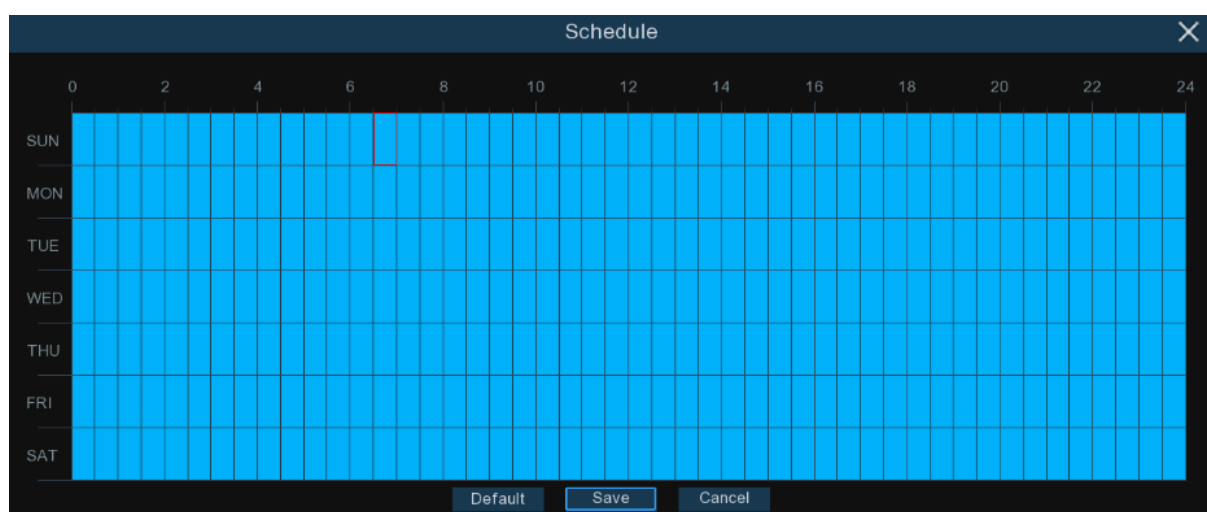 Schedule
0 2 4 6 8 10 12 14 16 18 20 22 24
SUN
MON
TUE
WED
THU
FRI
SAT
Default Save Cancel